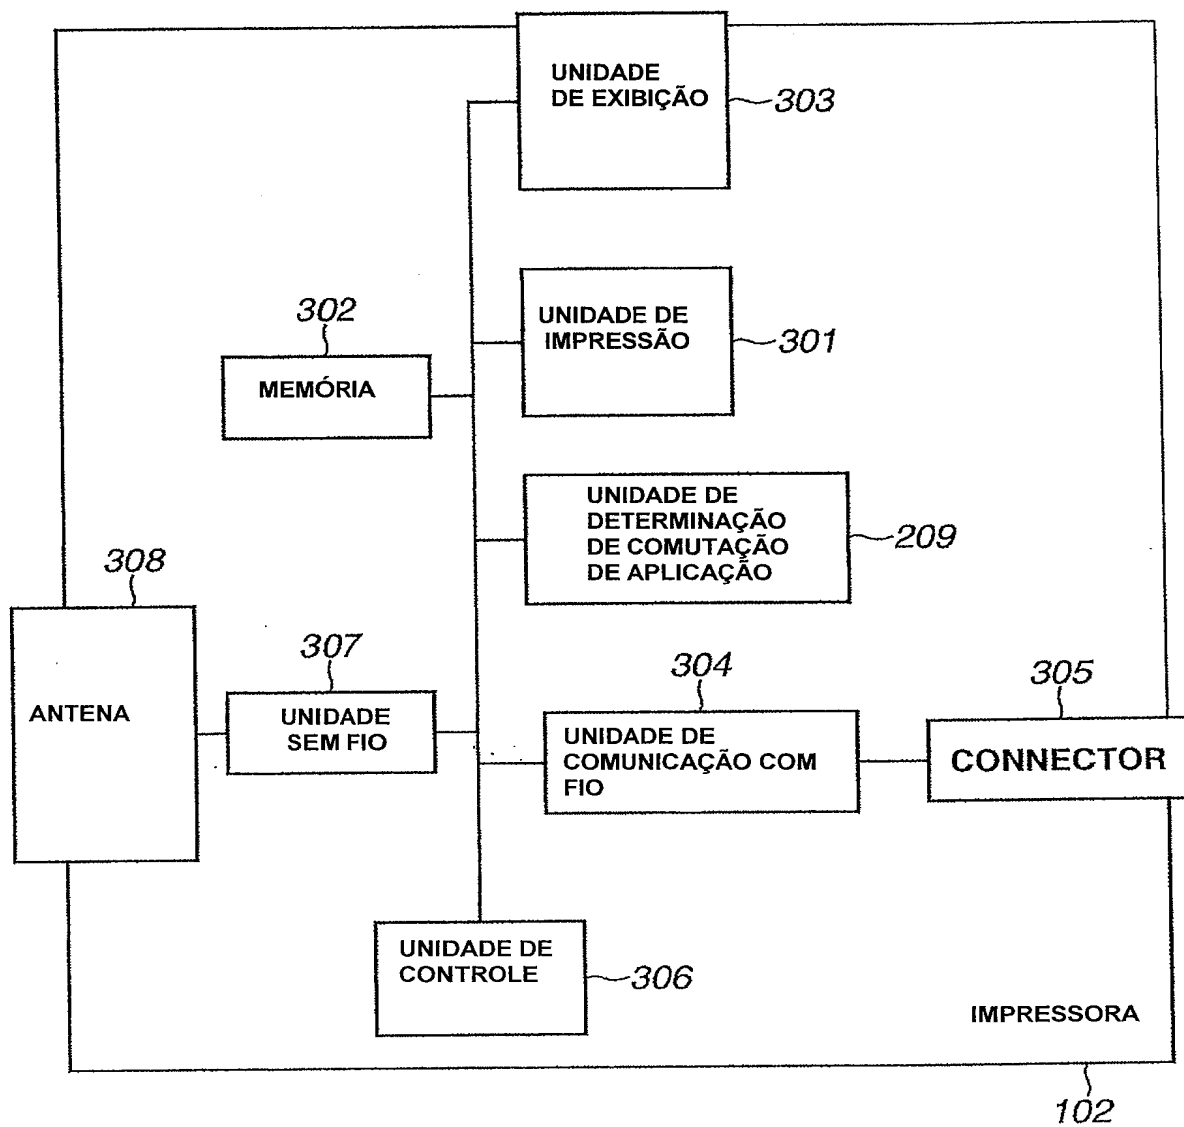 UNIDADE
DE EXIBIÇÃO
303
302
UNIDADE DE
IMPRESSÃO
301
MEMÓRIA
UNIDADE DE
DETERMINAÇÃO
DE COMUTAÇÃO
DE APLICAÇÃO
209
308
307
304
305
ANTENA
UNIDADE
SEM FIO
UNIDADE DE
COMUNICAÇÃO COM
FIO
CONNECTOR
UNIDADE DE
CONTROLE
306
IMPRESSORA
102